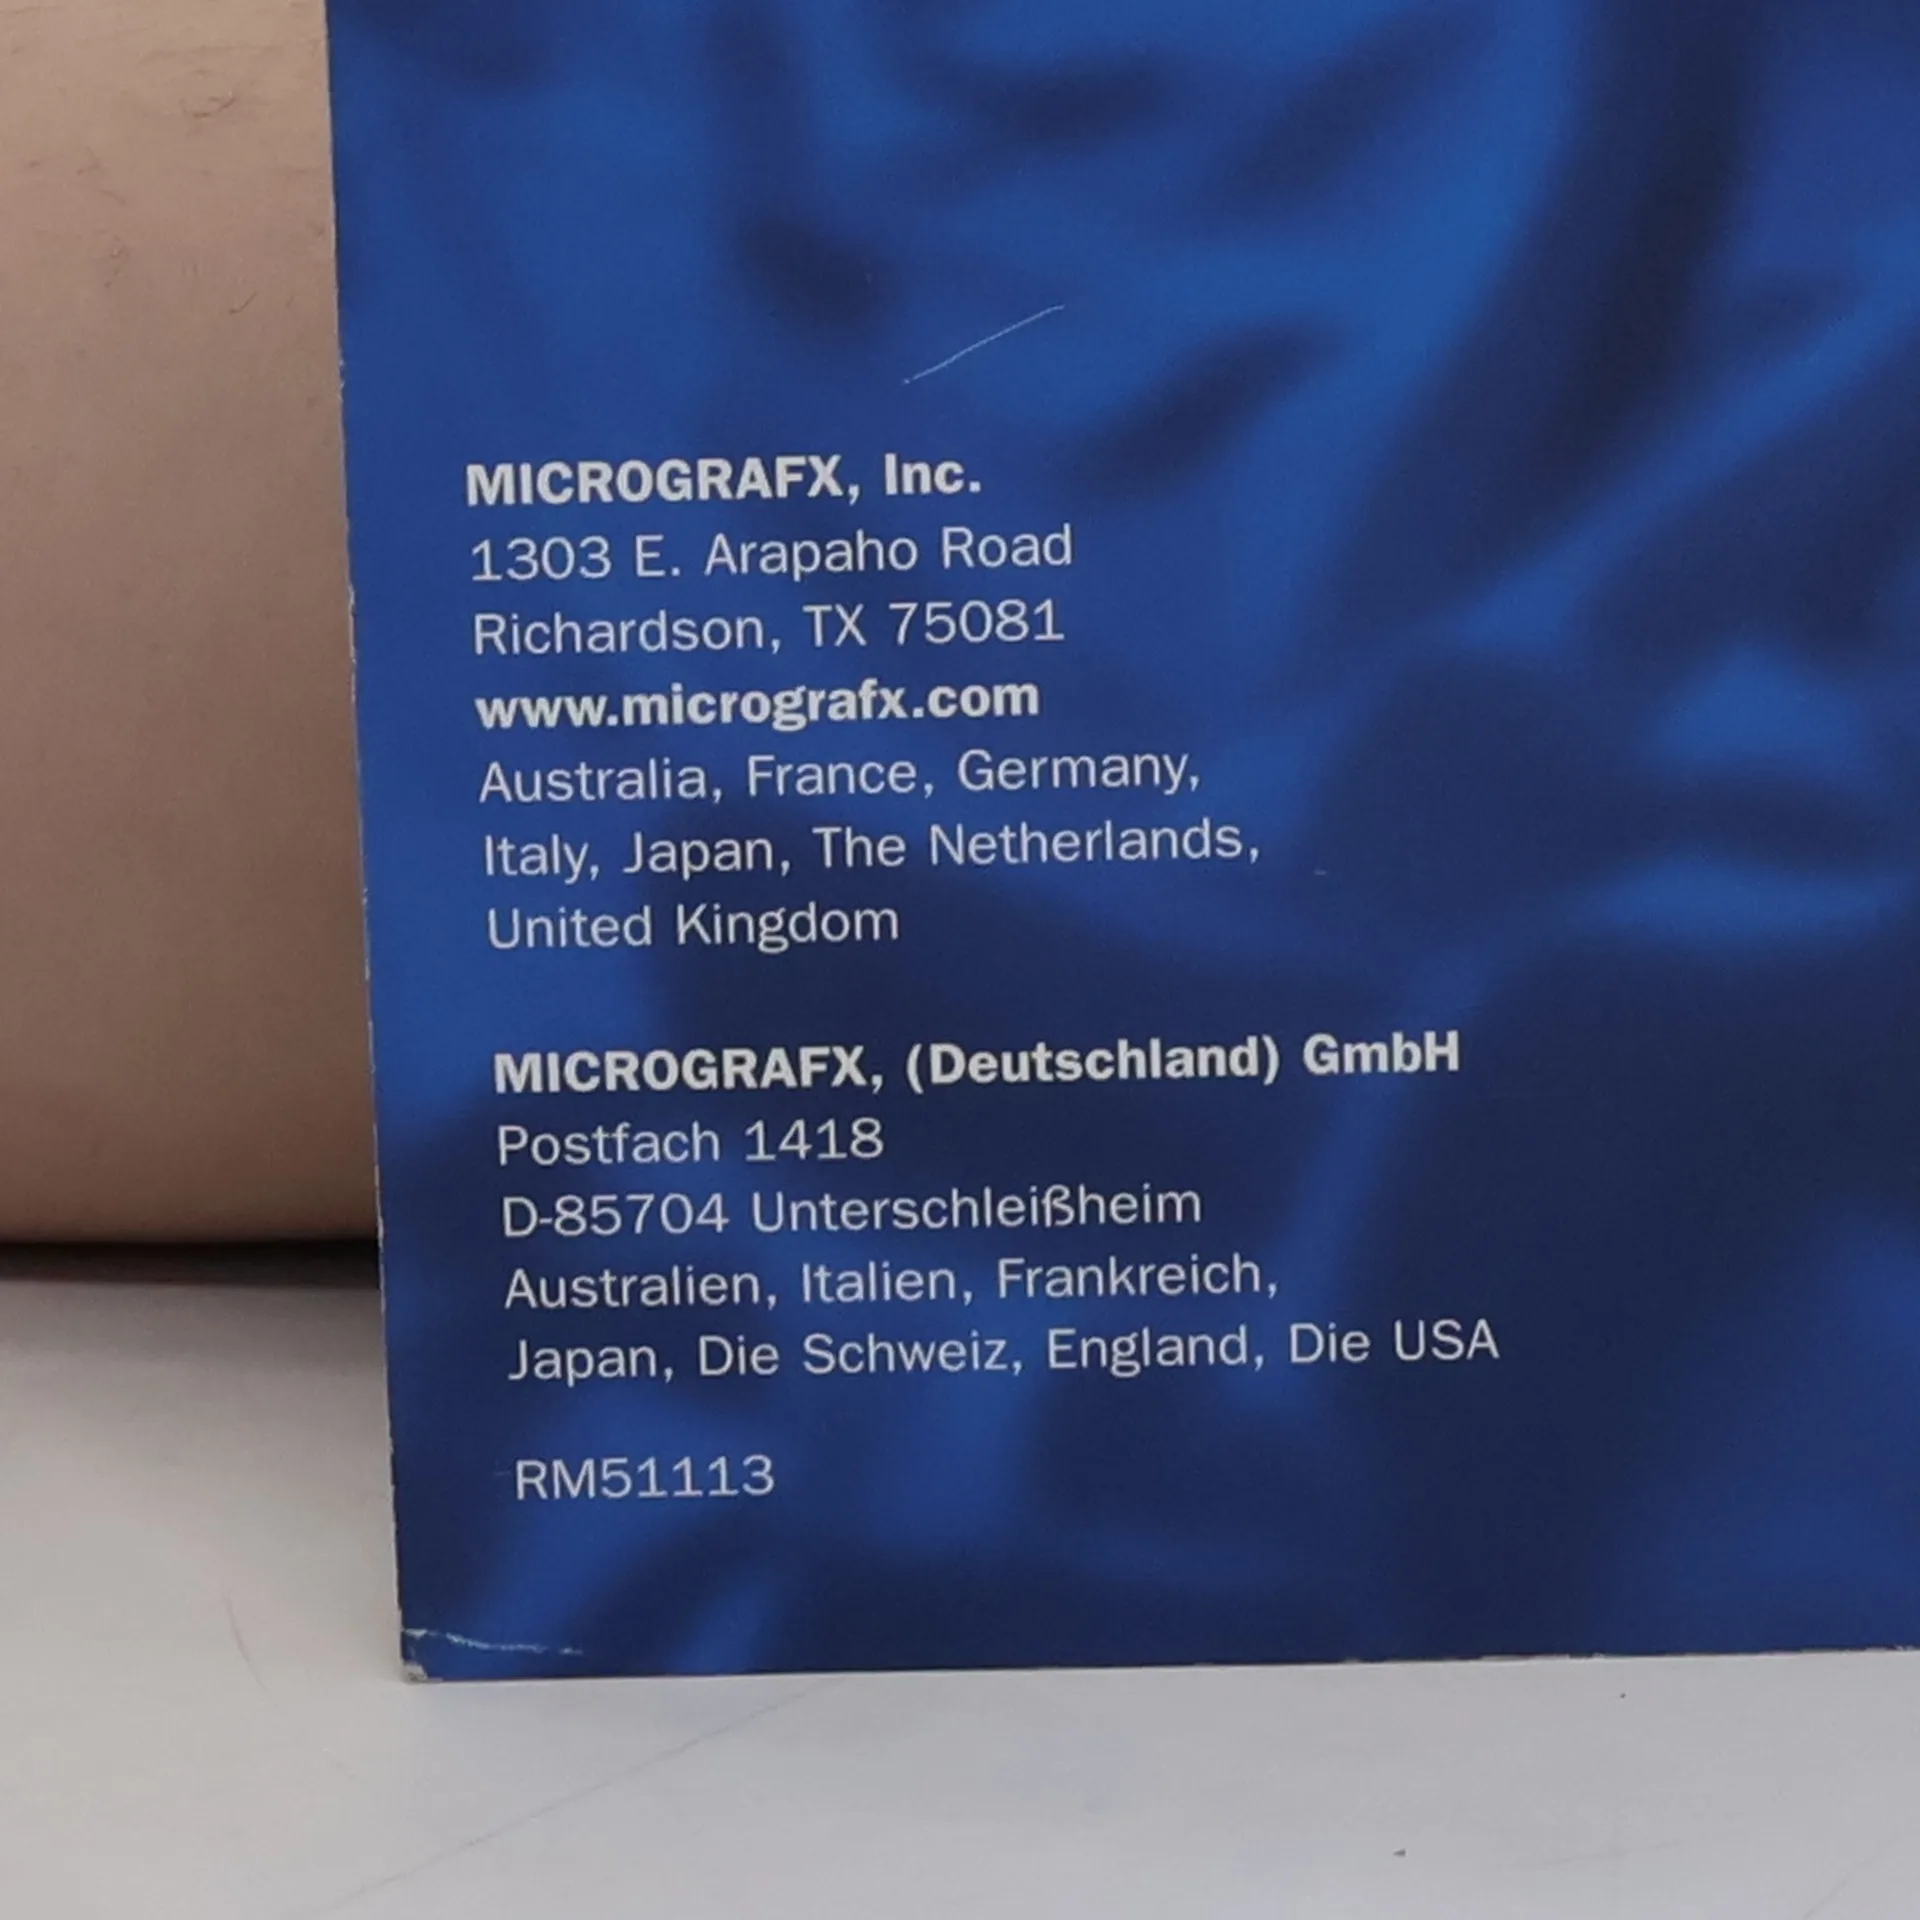 MICROGRAFX, Inc.
1303 E. Arapaho Road
Richardson, TX 75081
www.micrografx.com
Australia, France, Germany,
Italy, Japan, The Netherlands,
United Kingdom
MICROGRAFX, (Deutschland) GmbH
Postfach 1418
D-85704 Unterschleißheim
Australien, Italien, Frankreich,
Japan, Die Schweiz, England, Die USA
RM51113